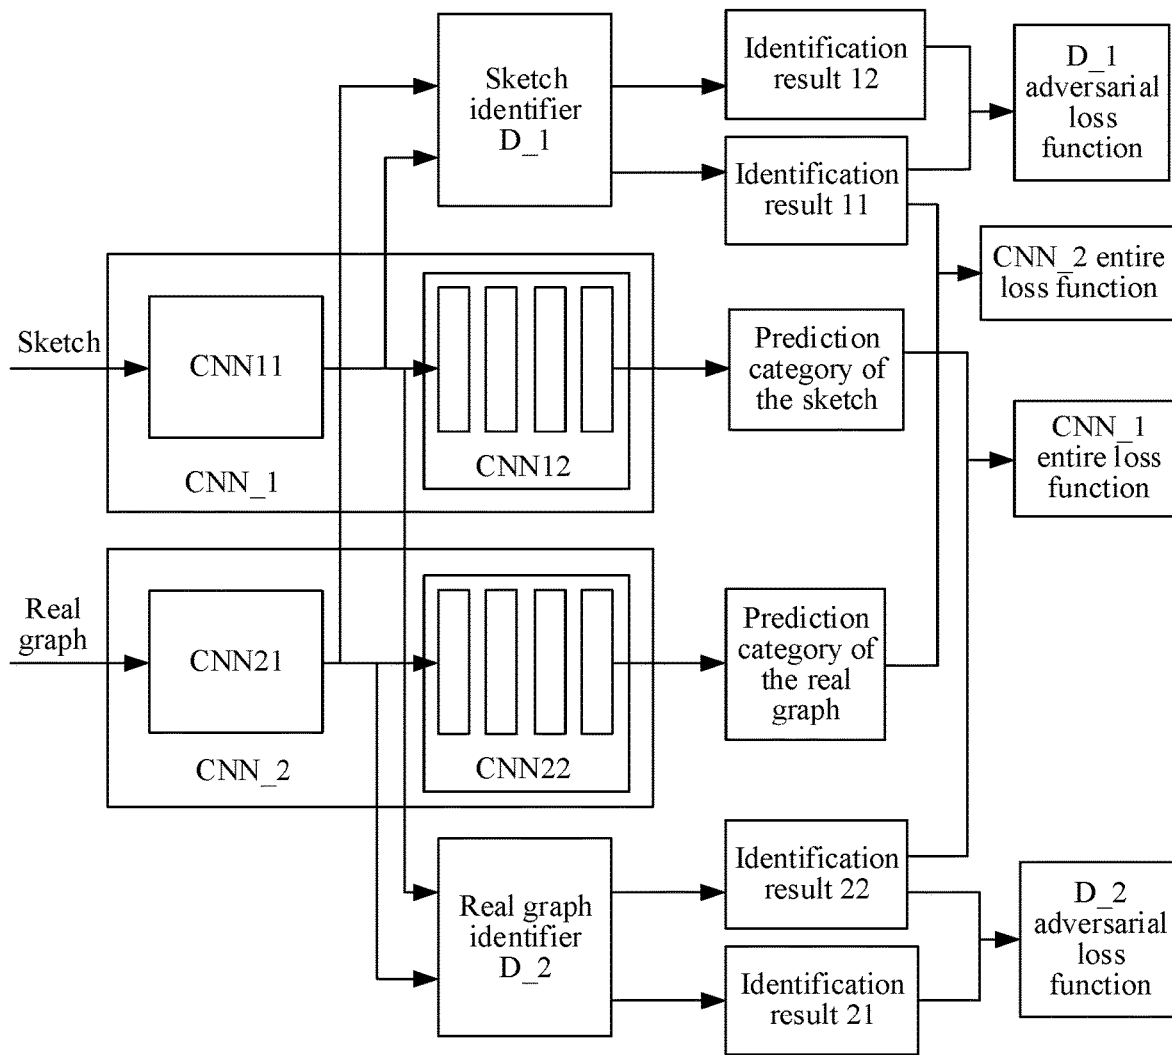 Sketch
identifier
D_1
Identification
result 12
D_1
adversarial
loss
function
Identification
result 11
CNN_2 entire
loss function
Sketch
CNN11
CNN12
CNN_1
Prediction
category of
the sketch
CNN_1
entire loss
function
Real
graph
CNN21
CNN22
CNN_2
Prediction
category of
the real
graph
Real graph
identifier
D_2
Identification
result 22
Identification
result 21
D_2
adversarial
loss
function